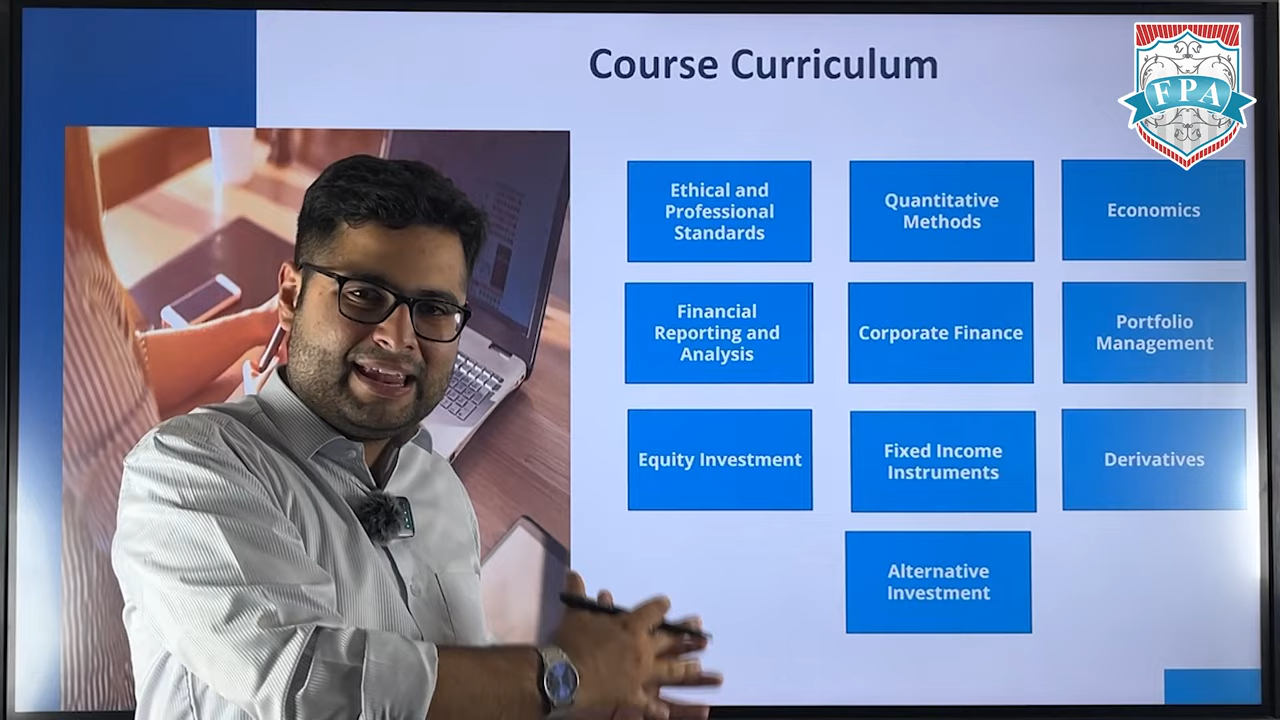 Course Curriculum
FPA
Ethical and
Professional
Standards
Quantitative
Methods
Economics
Financial
Reporting and
Analysis
Corporate Finance
Portfolio
Management
Equity Investment
Fixed Income
Instruments
Derivatives
Alternative
Investment